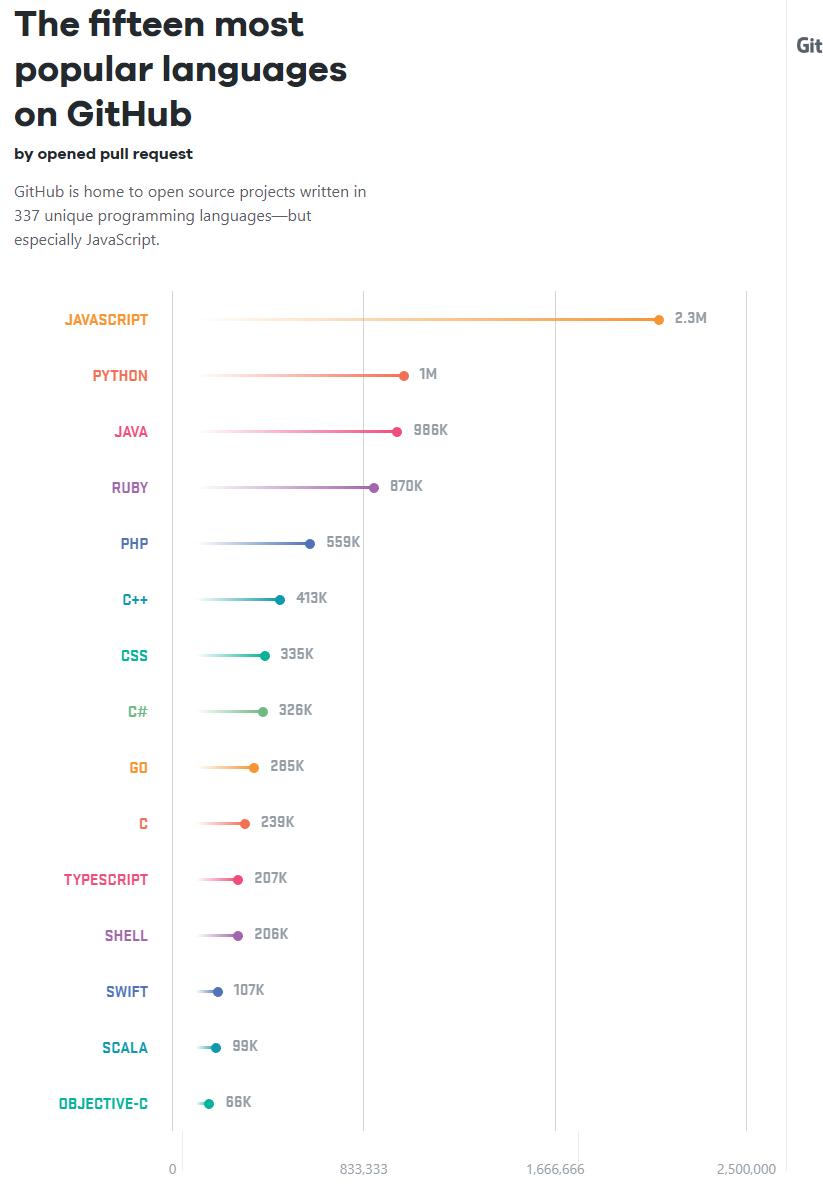 The fifteen most
popular languages
on GitHub
by opened pull request
GitHub is home to open source projects written in
337 unique programming languages—but
especially JavaScript.
Git
JAVASCRIPT 2.3M
PYTHON 1M
JAVA 986K
RUBY 870K
PHP 559K
C++ 413K
CSS 335K
C# 326K
GO 285K
C 239K
TYPESCRIPT 207K
SHELL 206K
SWIFT 107K
SCALA 99K
OBJECTIVE-C 66K
0 833,333 1,666,666 2,500,000